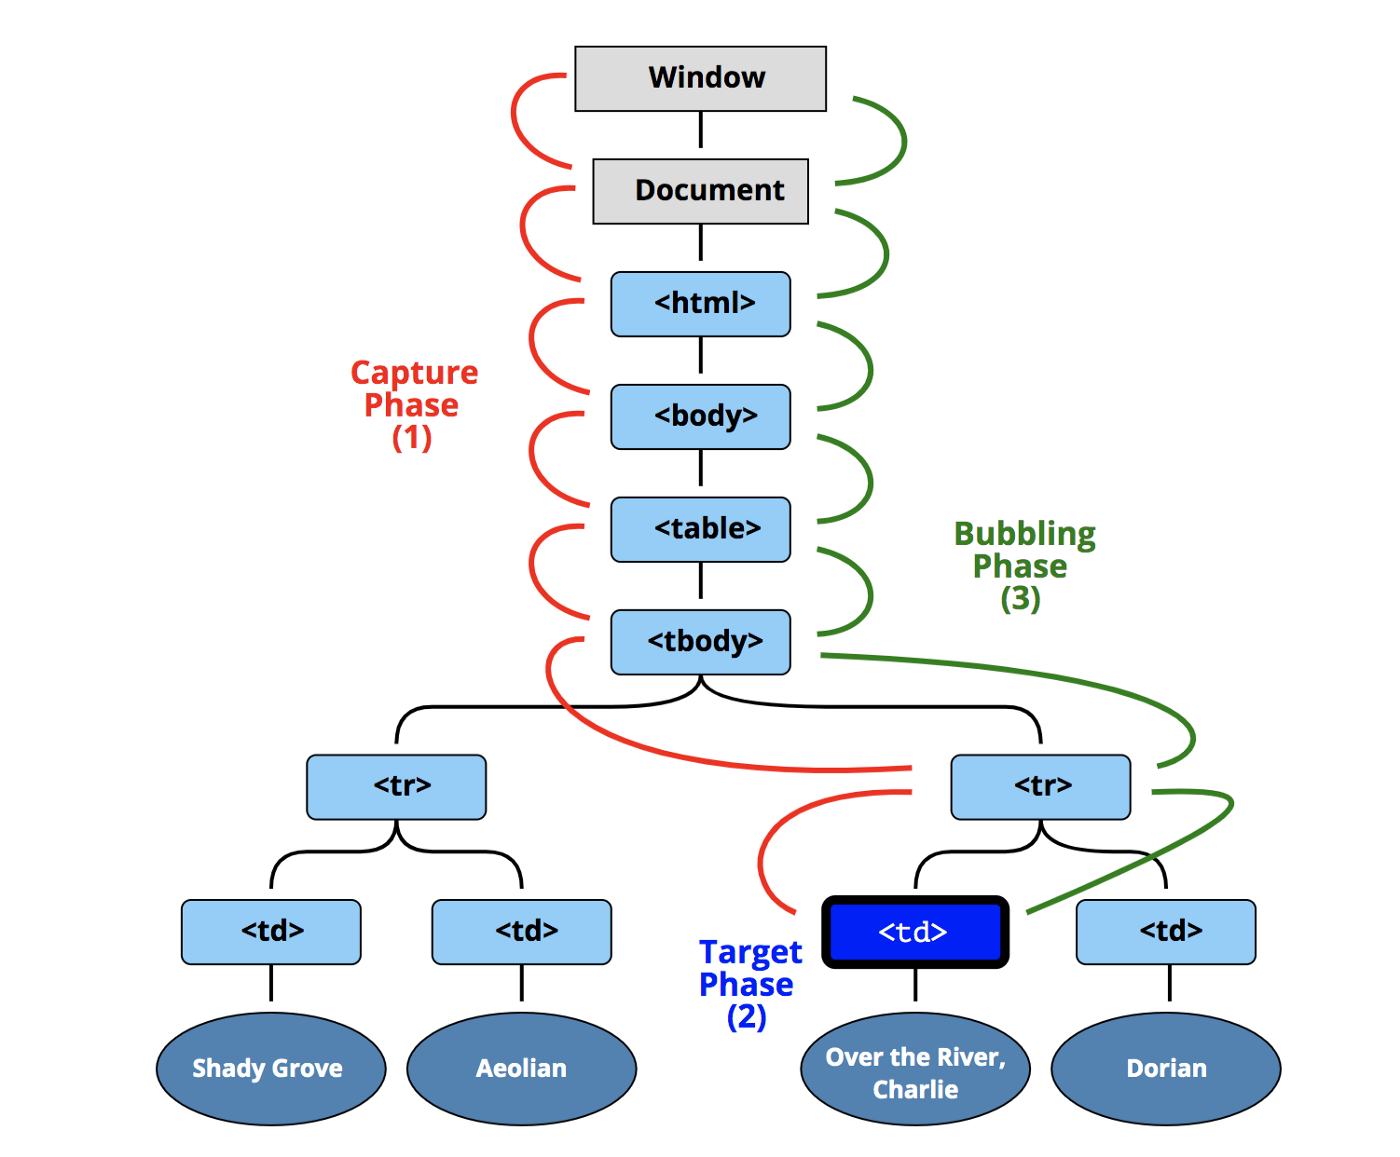 Window
Document
<html>
Capture
Phase
(1)
<body>
<table>
Bubbling
Phase
(3)
<tbody>
<tr>
<tr>
<td>
<td>
<td>
<td>
Target
Phase
(2)
Shady Grove
Aeolian
Over the River,
Charlie
Dorian